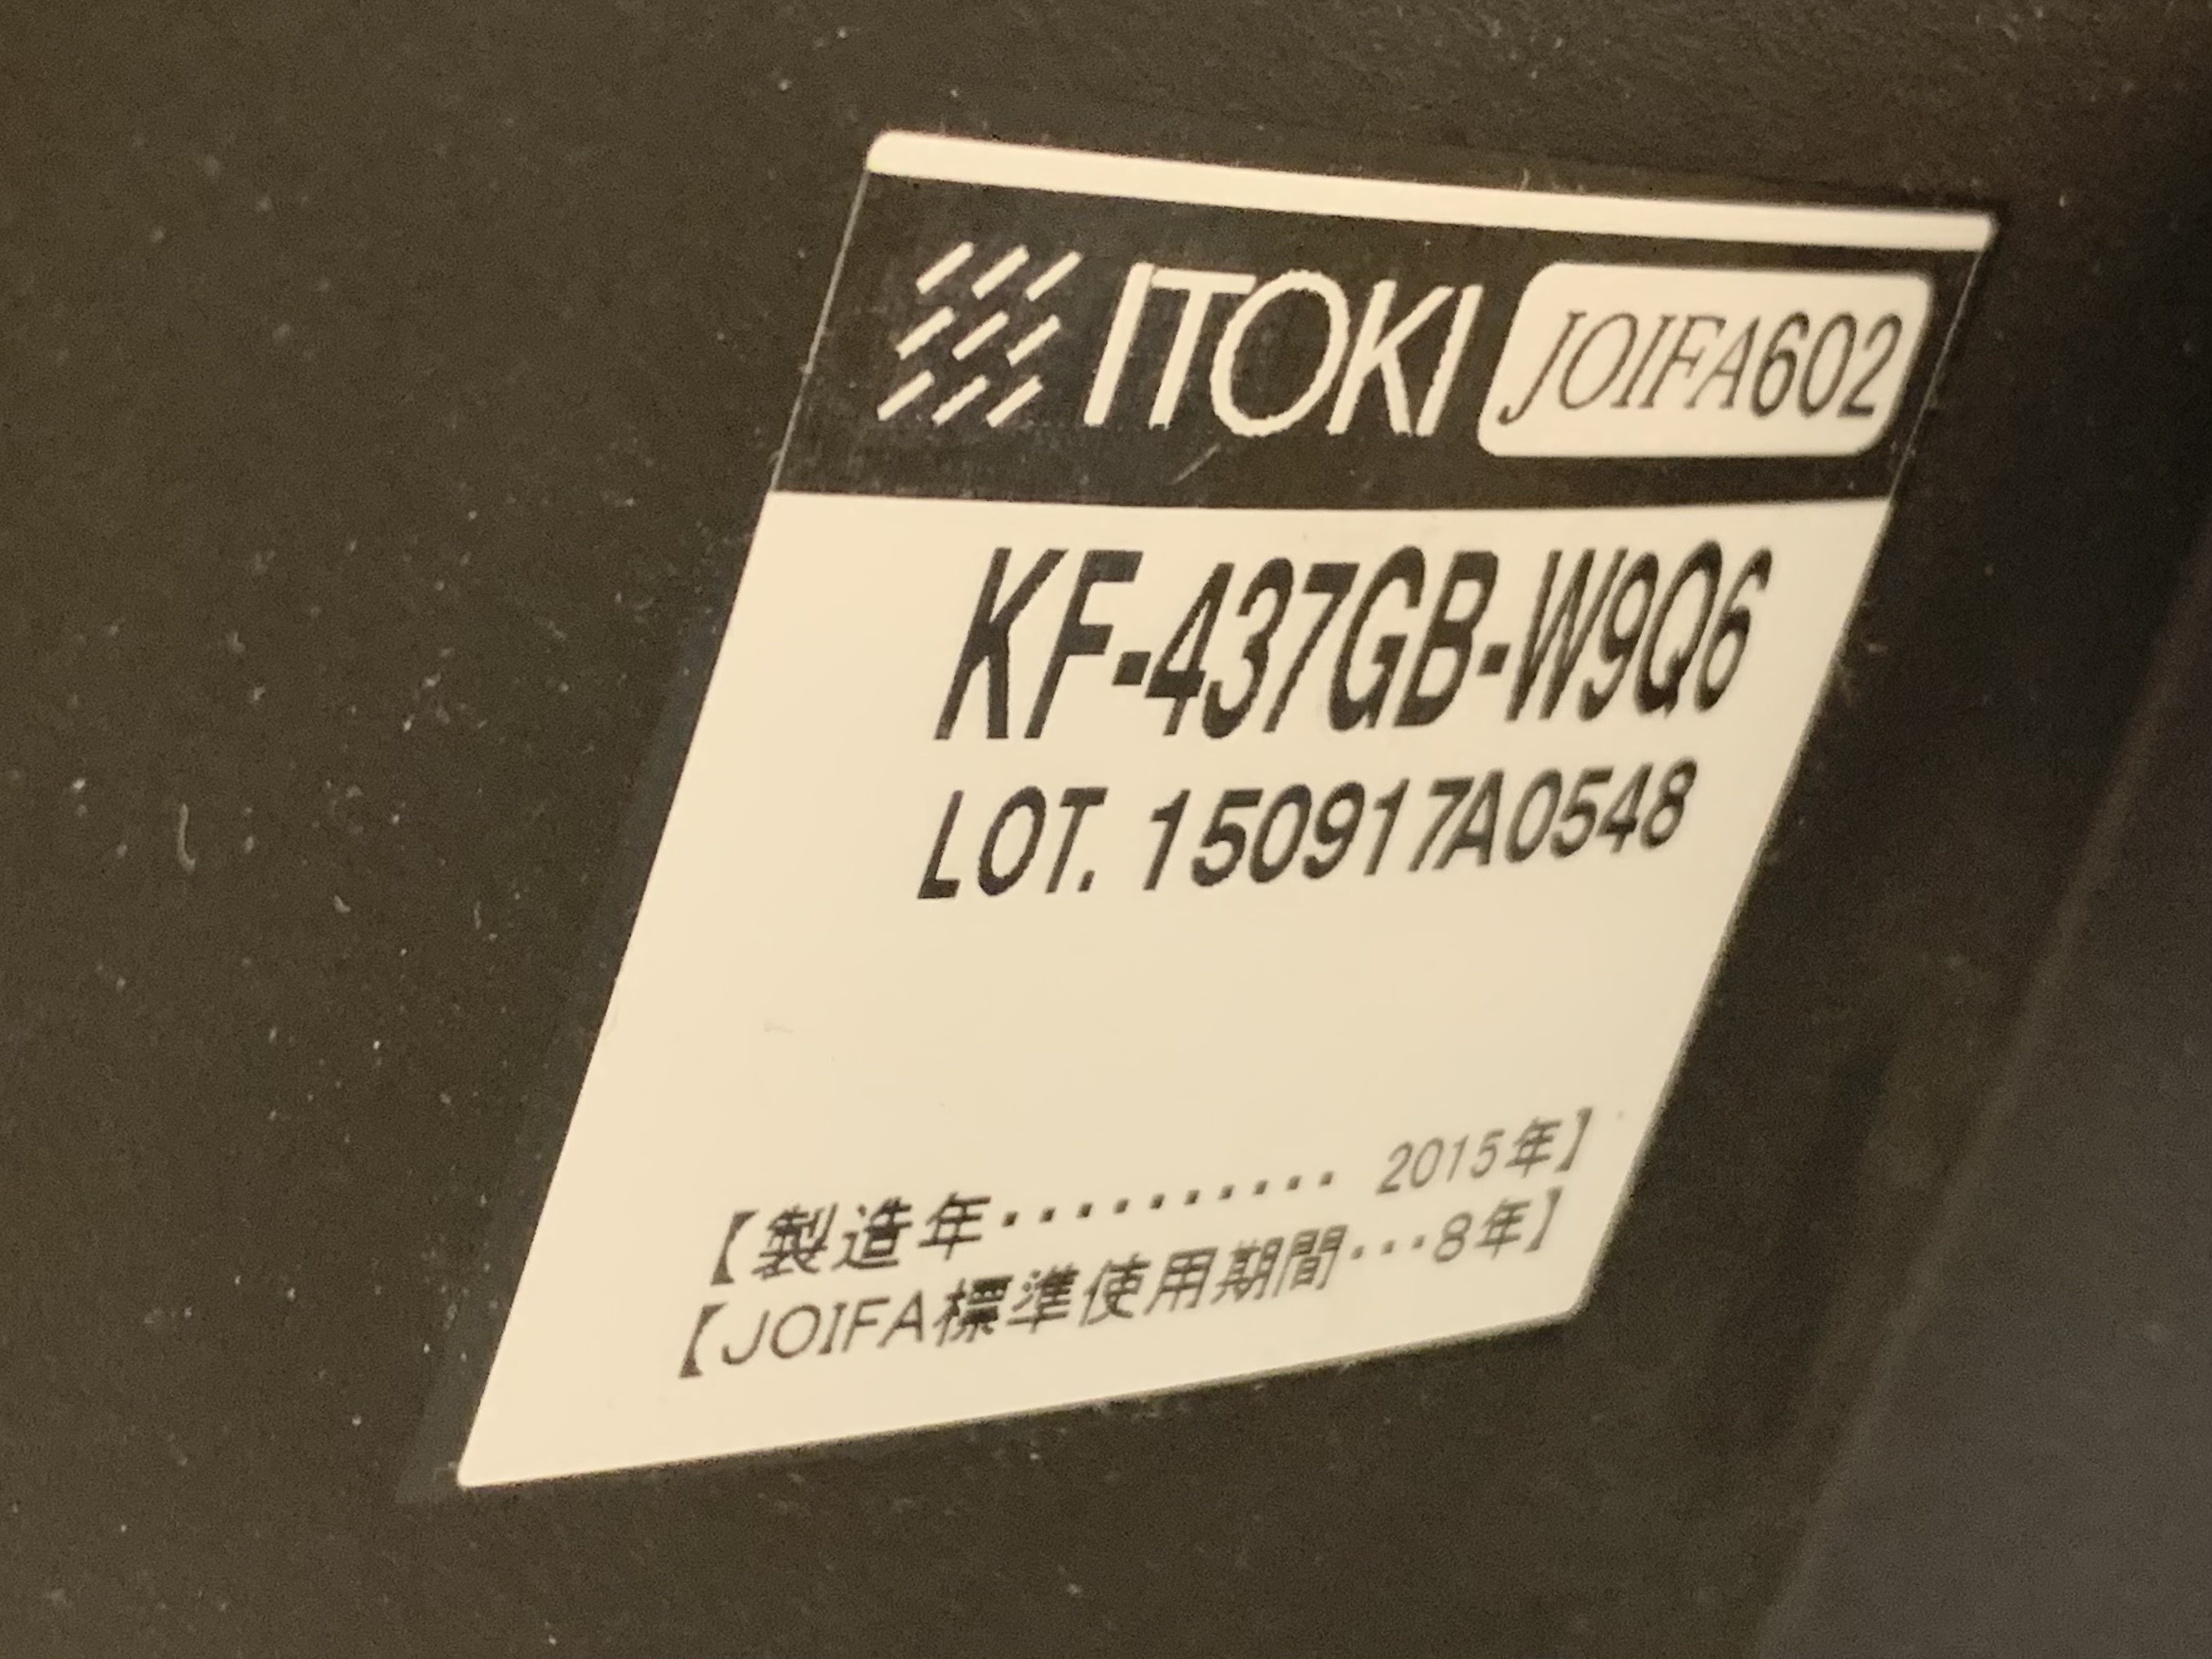 ITOKI JOIFA602
KF-437GB-W9Q6
LOT. 150917A0548
【製造年・・・・・・・・・・ 2015年】
【JOIFA標準使用期間・・・8年】